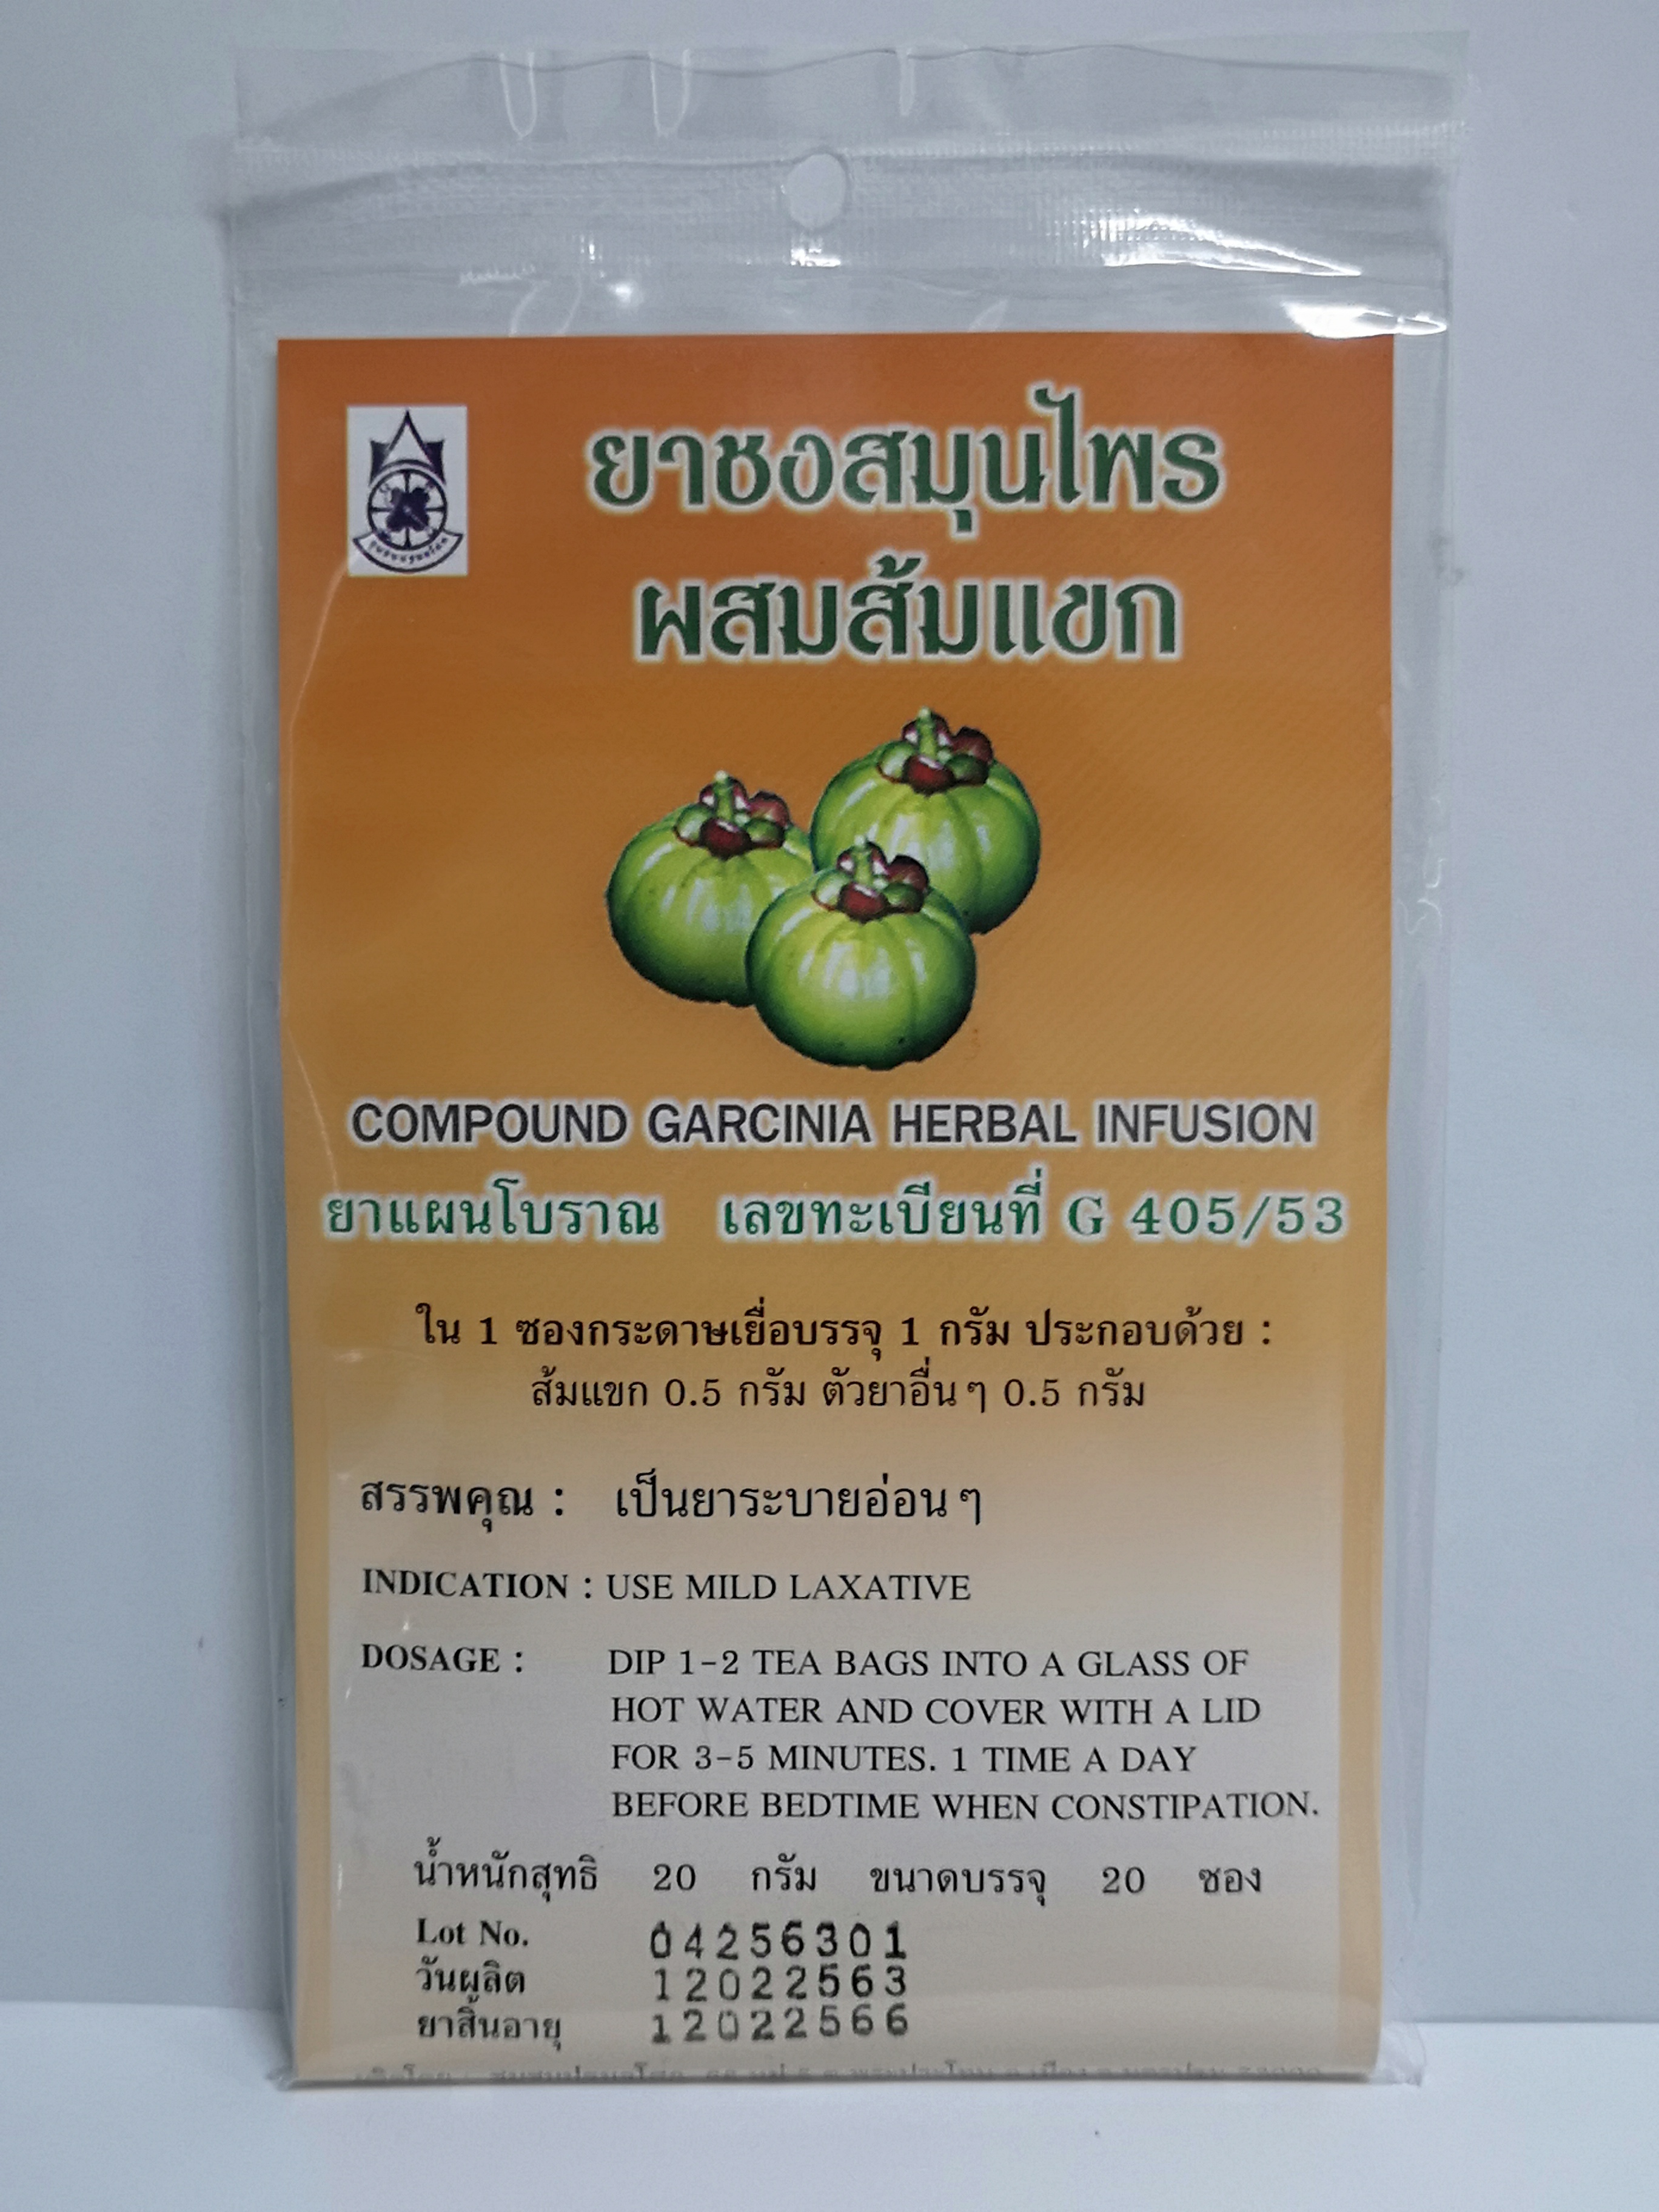 ยาชงสมุนไพร
ผสมส้มแขก
COMPOUND GARCINIA HERBAL INFUSION
ยาแผนโบราณ เลขทะเบียนที่ G 405/53
ใน 1 ซองกระดาษเยื่อบรรจุ 1 กรัม ประกอบด้วย :
ส้มแขก 0.5 กรัม ตัวยาอื่นๆ 0.5 กรัม
สรรพคุณ : เป็นยาระบายอ่อนๆ
INDICATION : USE MILD LAXATIVE
DOSAGE : DIP 1-2 TEA BAGS INTO A GLASS OF
HOT WATER AND COVER WITH A LID
FOR 3-5 MINUTES. 1 TIME A DAY
BEFORE BEDTIME WHEN CONSTIPATION.
น้ำหนักสุทธิ 20 กรัม ขนาดบรรจุ 20 ซอง
Lot No. 04256301
วันผลิต 12022563
ยาสิ้นอายุ 12022566